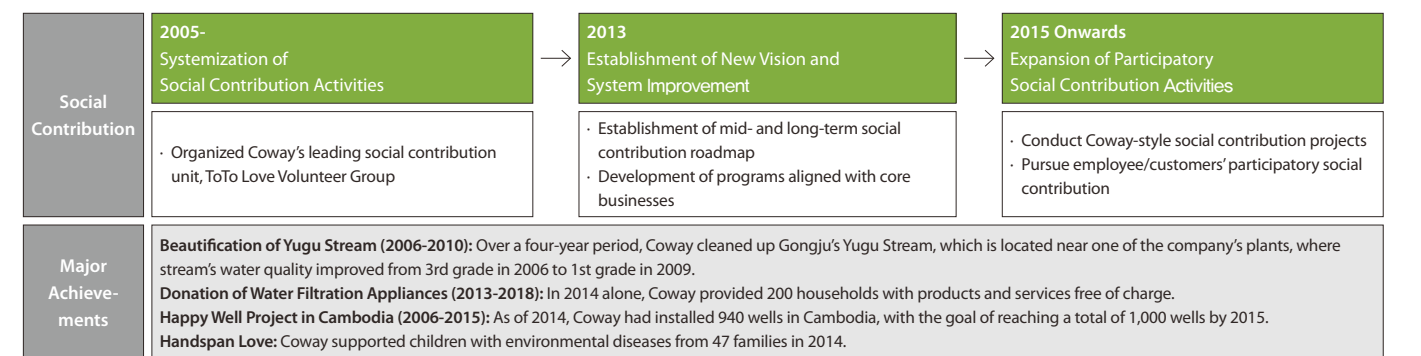 Social
Contribution
2005-
Systemization of
Social Contribution Activities
2013
Establishment of New Vision and
System Improvement
2015 Onwards
Expansion of Participatory
Social Contribution Activities
· Organized Coway's leading social contribution
unit, ToTo Love Volunteer Group
· Establishment of mid- and long-term social
contribution roadmap
· Development of programs aligned with core
businesses
· Conduct Coway-style social contribution projects
· Pursue employee/customers' participatory social
contribution
Major
Achieve-
ments
Beautification of Yugu Stream (2006-2010): Over a four-year period, Coway cleaned up Gongju's Yugu Stream, which is located near one of the company's plants, where
stream's water quality improved from 3rd grade in 2006 to 1st grade in 2009.
Donation of Water Filtration Appliances (2013-2018): In 2014 alone, Coway provided 200 households with products and services free of charge.
Happy Well Project in Cambodia (2006-2015): As of 2014, Coway had installed 940 wells in Cambodia, with the goal of reaching a total of 1,000 wells by 2015.
Handspan Love: Coway supported children with environmental diseases from 47 families in 2014.